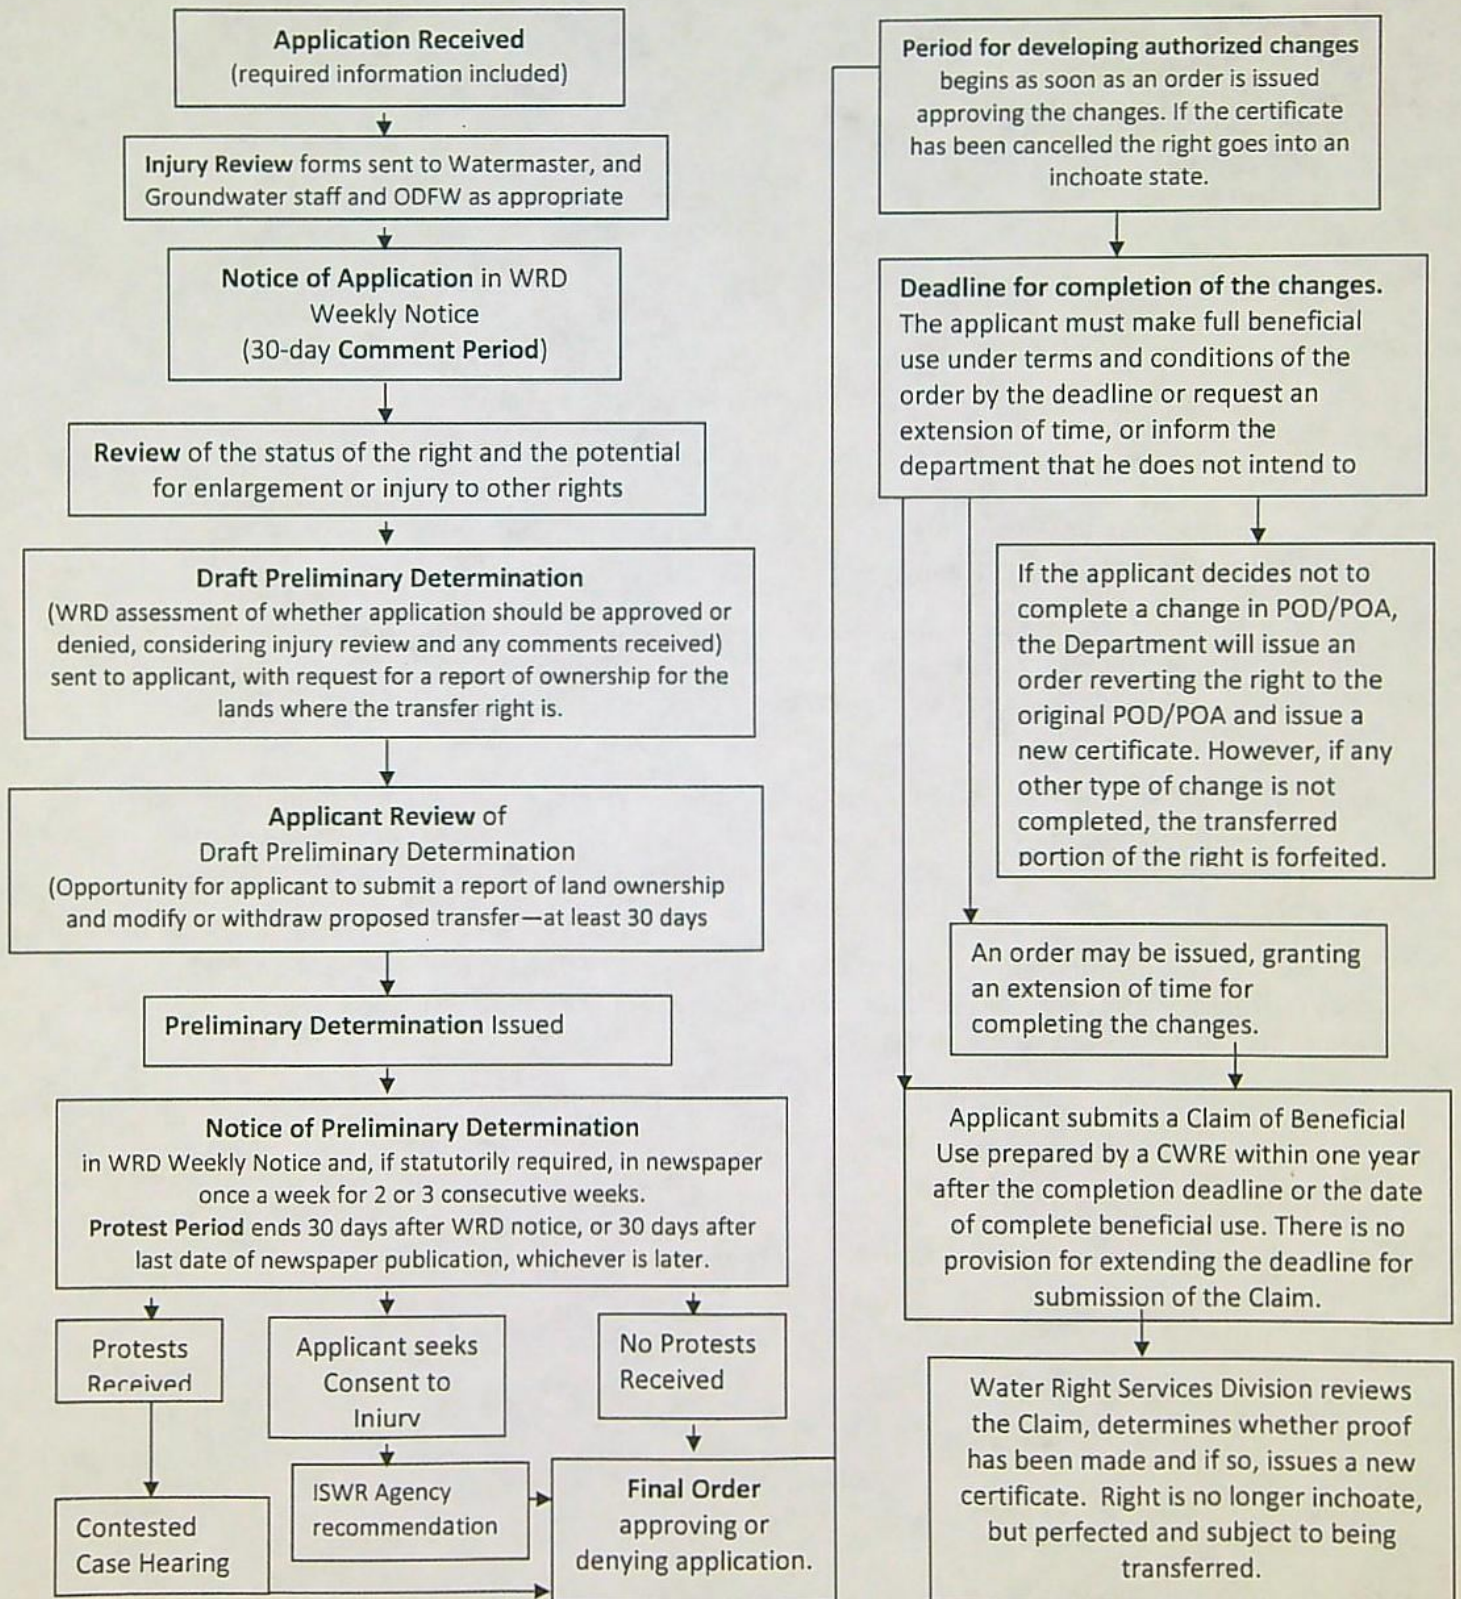 Application Received
(required information included)
Injury Review forms sent to Watermaster, and
Groundwater staff and ODFW as appropriate
Notice of Application in WRD
Weekly Notice
(30-day Comment Period)
Review of the status of the right and the potential
for enlargement or injury to other rights
Draft Preliminary Determination
(WRD assessment of whether application should be approved or
denied, considering injury review and any comments received)
sent to applicant, with request for a report of ownership for the
lands where the transfer right is.
Applicant Review of
Draft Preliminary Determination
(Opportunity for applicant to submit a report of land ownership
and modify or withdraw proposed transfer—at least 30 days
Preliminary Determination Issued
Notice of Preliminary Determination
in WRD Weekly Notice and, if statutorily required, in newspaper
once a week for 2 or 3 consecutive weeks.
Protest Period ends 30 days after WRD notice, or 30 days after
last date of newspaper publication, whichever is later.
Protests
Received
Applicant seeks
Consent to
Injury
No Protests
Received
Contested
Case Hearing
ISWR Agency
recommendation
Final Order
approving or
denying application.
Period for developing authorized changes
begins as soon as an order is issued
approving the changes. If the certificate
has been cancelled the right goes into an
inchoate state.
Deadline for completion of the changes.
The applicant must make full beneficial
use under terms and conditions of the
order by the deadline or request an
extension of time, or inform the
department that he does not intend to
If the applicant decides not to
complete a change in POD/POA,
the Department will issue an
order reverting the right to the
original POD/POA and issue a
new certificate. However, if any
other type of change is not
completed, the transferred
portion of the right is forfeited.
An order may be issued, granting
an extension of time for
completing the changes.
Applicant submits a Claim of Beneficial
Use prepared by a CWRE within one year
after the completion deadline or the date
of complete beneficial use. There is no
provision for extending the deadline for
submission of the Claim.
Water Right Services Division reviews
the Claim, determines whether proof
has been made and if so, issues a new
certificate. Right is no longer inchoate,
but perfected and subject to being
transferred.